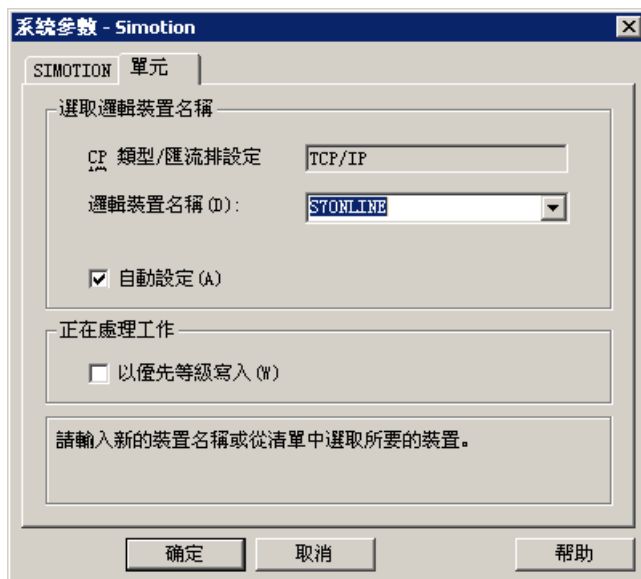 系統參數 - Simotion
SIMOTION 單元
選取邏輯裝置名稱
CP 類型/匯流排設定 TCP/IP
邏輯裝置名稱(D): S7ONLINE
自動設定(A)
正在處理工作
以優先等級寫入(W)
請輸入新的裝置名稱或從清單中選取所要的裝置。
确定 取消 帮助